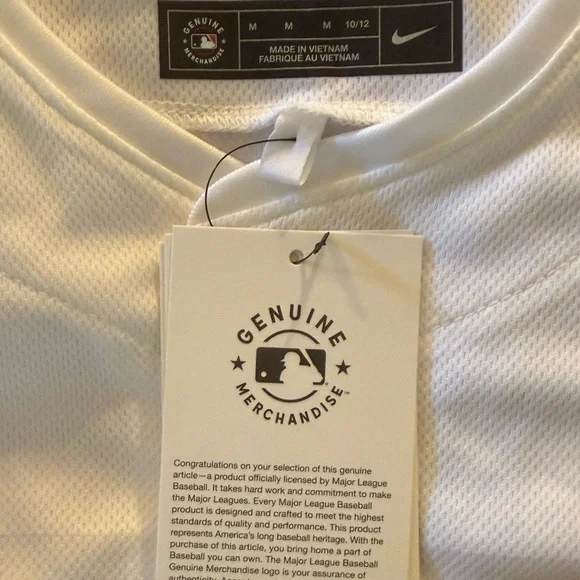 GENUINE
MERCHANDISE
M M M 10/12
MADE IN VIETNAM
FABRIQUE AU VIETNAM
GENUINE
MERCHANDISE™
Congratulations on your selection of this genuine
article—a product officially licensed by Major League
Baseball. It takes hard work and commitment to make
the Major Leagues. Every Major League Baseball
product is designed and crafted to meet the highest
standards of quality and performance. This product
represents America's long baseball heritage. With the
purchase of this article, you bring home a part of
Baseball you can own. The Major League Baseball
Genuine Merchandise logo is your assurance of
authenticity.